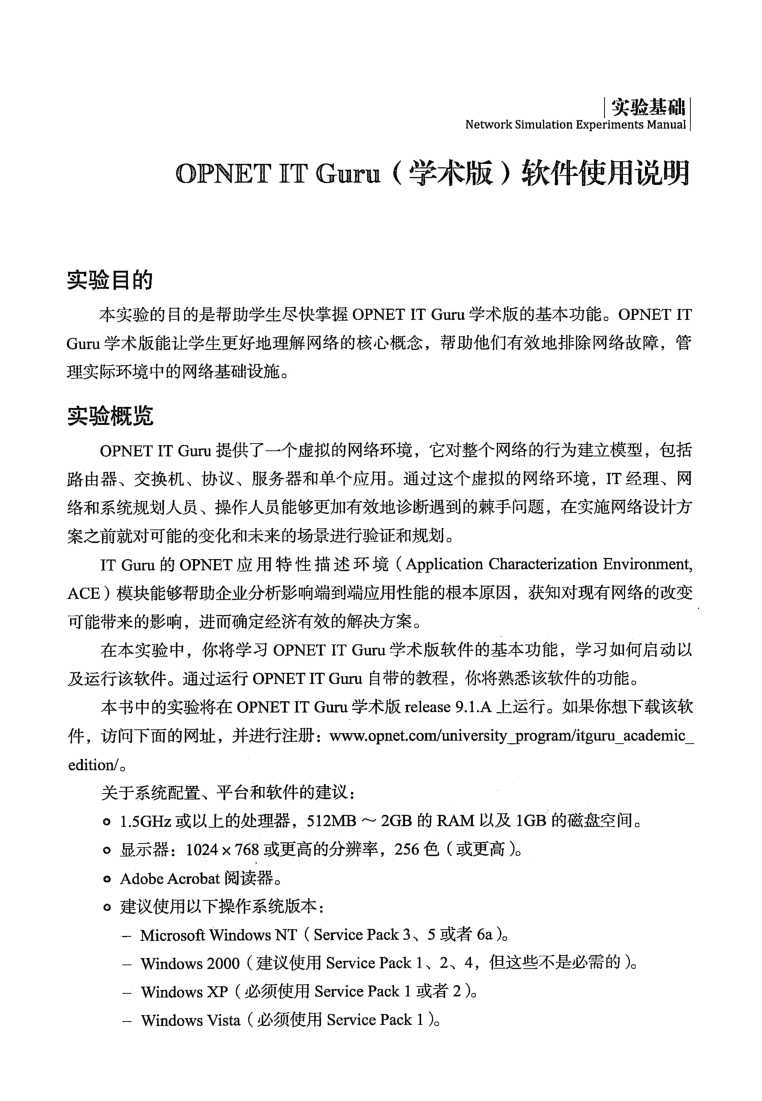 实验基础
Network Simulation Experiments Manual
OPNET IT Guru（学术版）软件使用说明
实验目的
本实验的目的是帮助学生尽快掌握 OPNET IT Guru 学术版的基本功能。OPNET IT
Guru 学术版能让学生更好地理解网络的核心概念，帮助他们有效地排除网络故障，管
理实际环境中的网络基础设施。
实验概览
OPNET IT Guru 提供了一个虚拟的网络环境，它对整个网络的行为建立模型，包括
路由器、交换机、协议、服务器和单个应用。通过这个虚拟的网络环境，IT 经理、网
络和系统规划人员、操作人员能够更加有效地诊断遇到的棘手问题，在实施网络设计方
案之前就对可能的变化和未来的场景进行验证和规划。
IT Guru 的 OPNET 应用特性描述环境（Application Characterization Environment,
ACE）模块能够帮助企业分析影响端到端应用性能的根本原因，获知对现有网络的改变
可能带来的影响，进而确定经济有效的解决方案。
在本实验中，你将学习 OPNET IT Guru 学术版软件的基本功能，学习如何启动以
及运行该软件。通过运行 OPNET IT Guru 自带的教程，你将熟悉该软件的功能。
本书中的实验将在 OPNET IT Guru 学术版 release 9.1.A 上运行。如果你想下载该软
件，访问下面的网址，并进行注册：www.opnet.com/university_program/itguru_academic_
edition/。
关于系统配置、平台和软件的建议：
1.5GHz 或以上的处理器，512MB～2GB 的 RAM 以及 1GB 的磁盘空间。
显示器：1024×768 或更高的分辨率，256 色（或更高）。
Adobe Acrobat 阅读器。
建议使用以下操作系统版本：
– Microsoft Windows NT（Service Pack 3、5 或者 6a）。
– Windows 2000（建议使用 Service Pack 1、2、4，但这些不是必需的）。
– Windows XP（必须使用 Service Pack 1 或者 2）。
– Windows Vista（必须使用 Service Pack 1）。